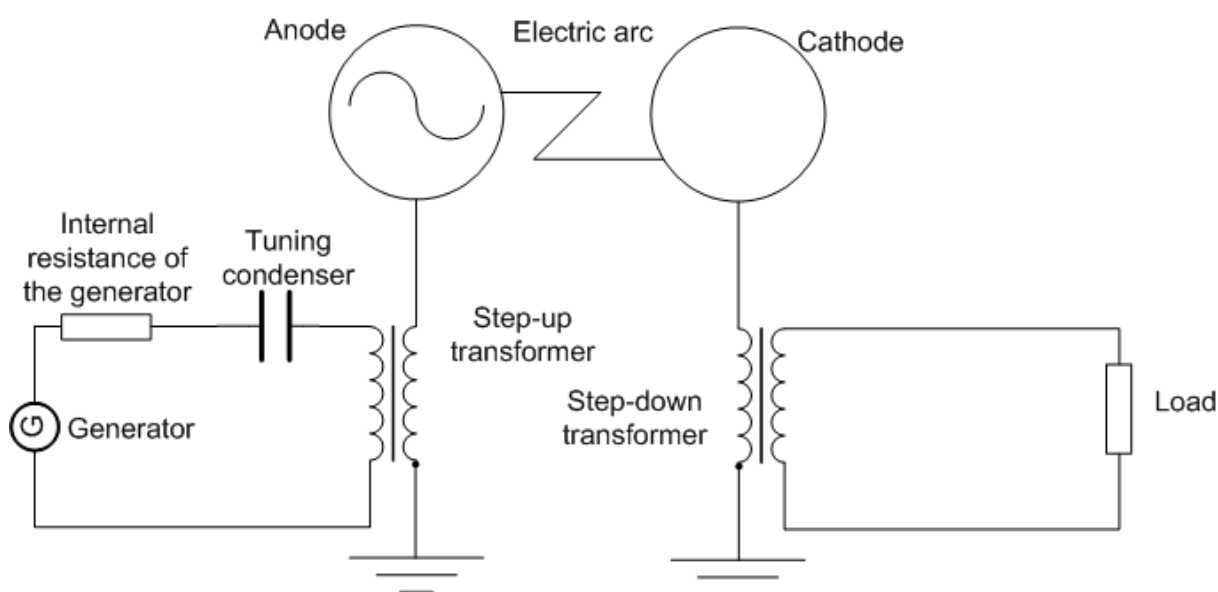 Anode
Electric arc
Cathode
Internal
resistance of
the generator
Tuning
condenser
Step-up
transformer
Step-down
transformer
G
Generator
Load